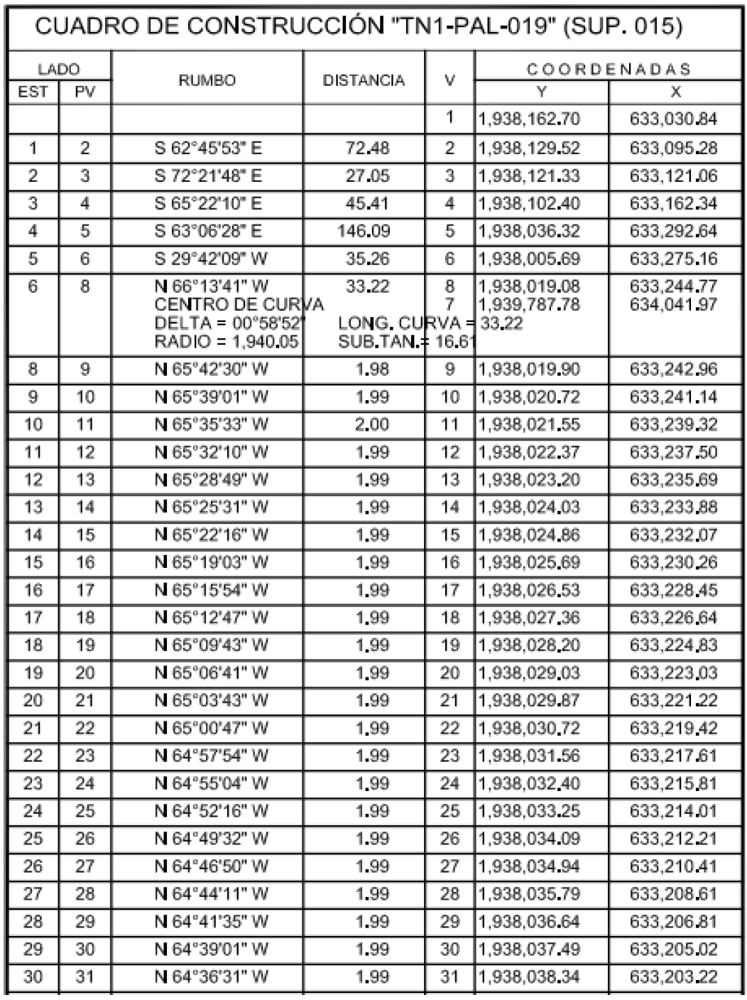 CUADRO DE CONSTRUCCIÓN "TN1-PAL-019" (SUP. 015)
LADO RUMBO DISTANCIA V COORDENADAS
EST PV Y X
1 1,938,162.70 633,030.84
1 2 S 62°45'53" E 72.48 2 1,938,129.52 633,095.28
2 3 S 72°21'48" E 27.05 3 1,938,121.33 633,121.06
3 4 S 65°22'10" E 45.41 4 1,938,102.40 633,162.34
4 5 S 63°06'28" E 146.09 5 1,938,036.32 633,292.64
5 6 S 29°42'09" W 35.26 6 1,938,005.69 633,275.16
6 8 N 66°13'41" W 33.22 8 1,938,019.08 633,244.77
CENTRO DE CURVA 7 1,939,787.78 634,041.97
DELTA = 00°58'52" LONG. CURVA = 33.22
RADIO = 1,940.05 SUB.TAN.= 16.61
8 9 N 65°42'30" W 1.98 9 1,938,019.90 633,242.96
9 10 N 65°39'01" W 1.99 10 1,938,020.72 633,241.14
10 11 N 65°35'33" W 2.00 11 1,938,021.55 633,239.32
11 12 N 65°32'10" W 1.99 12 1,938,022.37 633,237.50
12 13 N 65°28'49" W 1.99 13 1,938,023.20 633,235.69
13 14 N 65°25'31" W 1.99 14 1,938,024.03 633,233.88
14 15 N 65°22'16" W 1.99 15 1,938,024.86 633,232.07
15 16 N 65°19'03" W 1.99 16 1,938,025.69 633,230.26
16 17 N 65°15'54" W 1.99 17 1,938,026.53 633,228.45
17 18 N 65°12'47" W 1.99 18 1,938,027.36 633,226.64
18 19 N 65°09'43" W 1.99 19 1,938,028.20 633,224.83
19 20 N 65°06'41" W 1.99 20 1,938,029.03 633,223.03
20 21 N 65°03'43" W 1.99 21 1,938,029.87 633,221.22
21 22 N 65°00'47" W 1.99 22 1,938,030.72 633,219.42
22 23 N 64°57'54" W 1.99 23 1,938,031.56 633,217.61
23 24 N 64°55'04" W 1.99 24 1,938,032.40 633,215.81
24 25 N 64°52'16" W 1.99 25 1,938,033.25 633,214.01
25 26 N 64°49'32" W 1.99 26 1,938,034.09 633,212.21
26 27 N 64°46'50" W 1.99 27 1,938,034.94 633,210.41
27 28 N 64°44'11" W 1.99 28 1,938,035.79 633,208.61
28 29 N 64°41'35" W 1.99 29 1,938,036.64 633,206.81
29 30 N 64°39'01" W 1.99 30 1,938,037.49 633,205.02
30 31 N 64°36'31" W 1.99 31 1,938,038.34 633,203.22